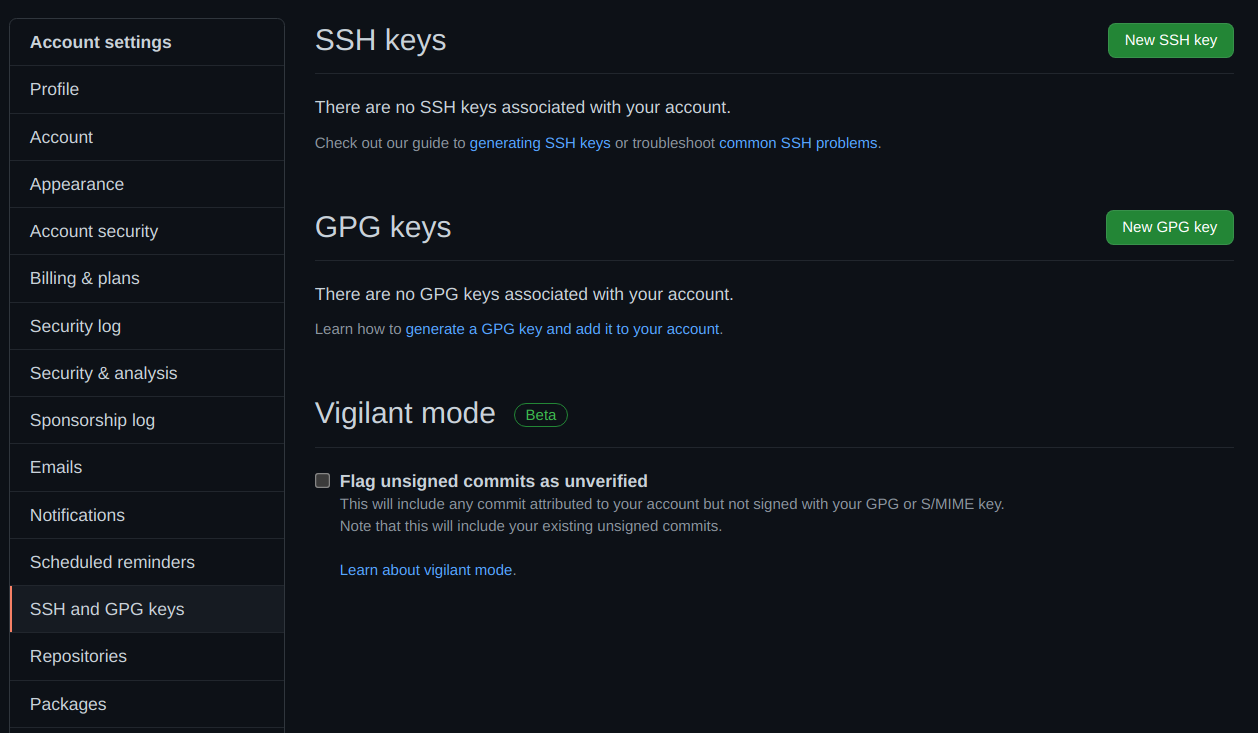 Account settings
Profile
Account
Appearance
Account security
Billing & plans
Security log
Security & analysis
Sponsorship log
Emails
Notifications
Scheduled reminders
SSH and GPG keys
Repositories
Packages
SSH keys
New SSH key
There are no SSH keys associated with your account.
Check out our guide to generating SSH keys or troubleshoot common SSH problems.
GPG keys
New GPG key
There are no GPG keys associated with your account.
Learn how to generate a GPG key and add it to your account.
Vigilant mode Beta
Flag unsigned commits as unverified
This will include any commit attributed to your account but not signed with your GPG or S/MIME key.
Note that this will include your existing unsigned commits.
Learn about vigilant mode.